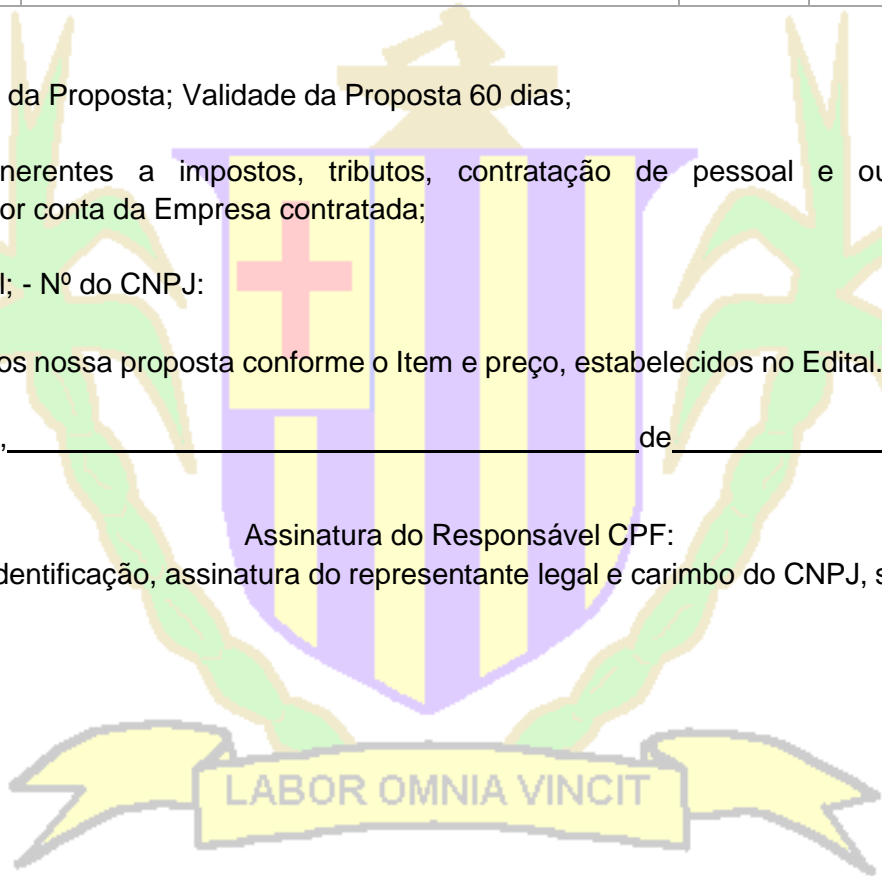 da Proposta; Validade da Proposta 60 dias;
nerentes a impostos, tributos, contratação de pessoal e ou
or conta da Empresa contratada;
l; - Nº do CNPJ:
os nossa proposta conforme o Item e preço, estabelecidos no Edital.
,____________________de____________
Assinatura do Responsável CPF:
dentificação, assinatura do representante legal e carimbo do CNPJ, s
LABOR OMNIA VINCIT